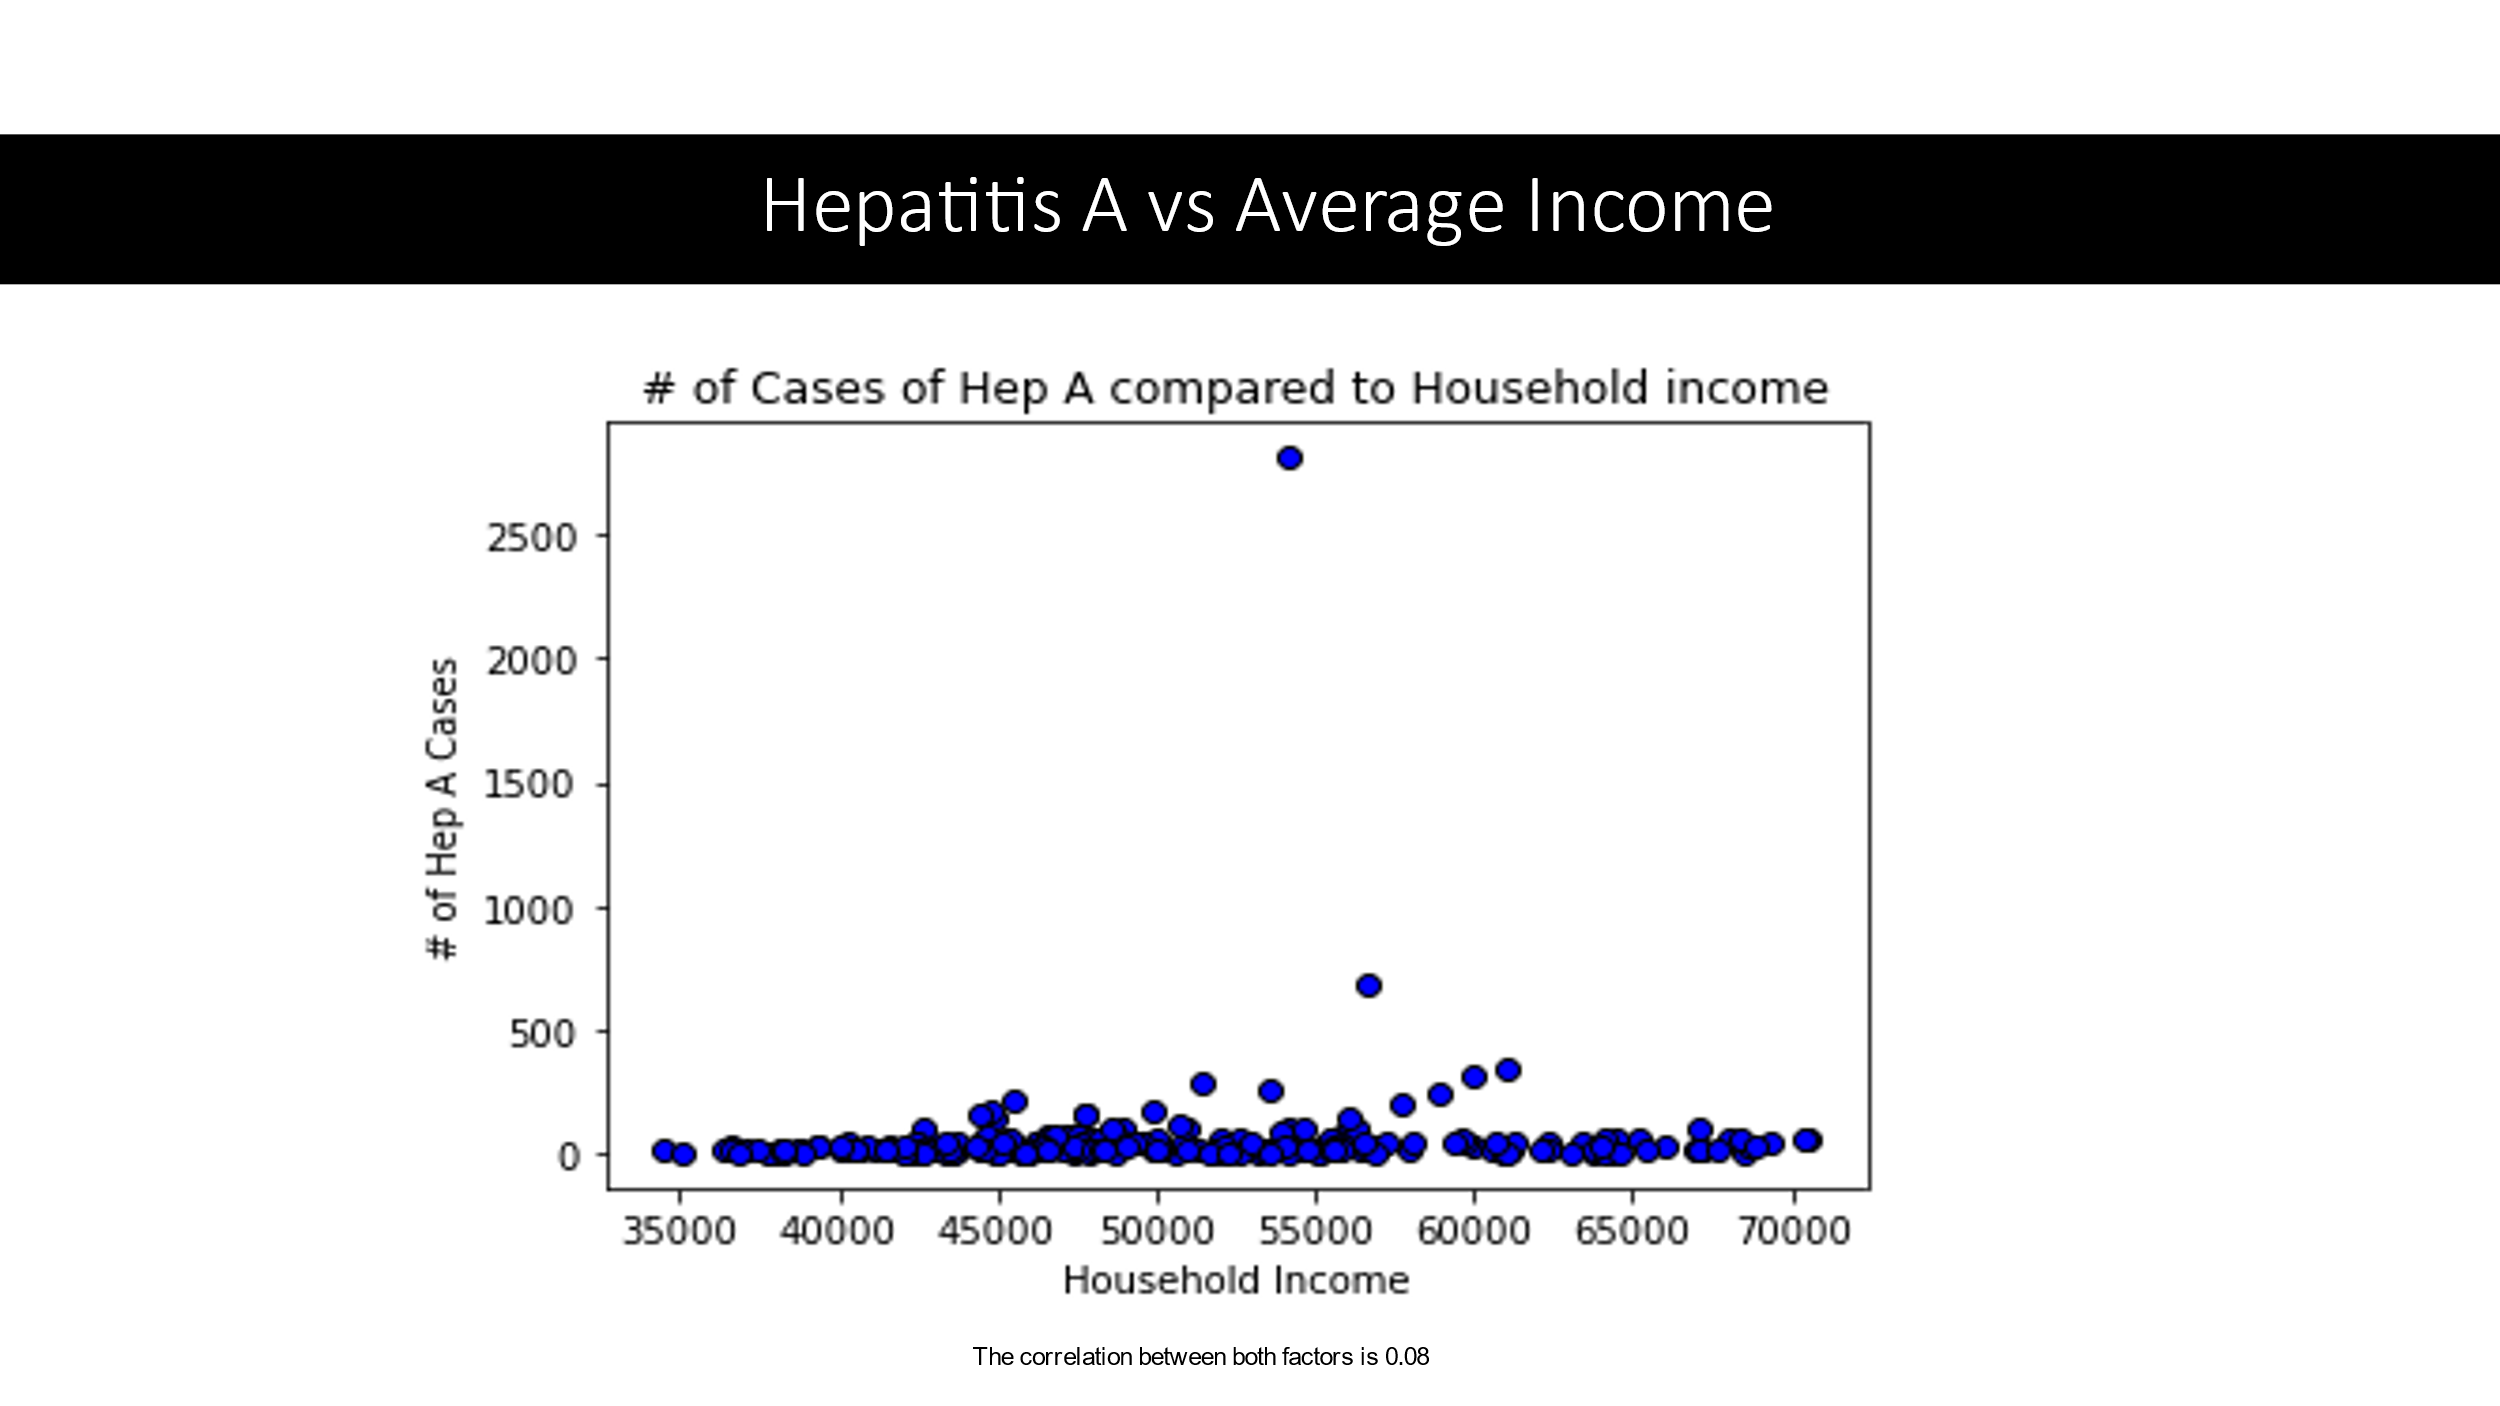 Hepatitis A vs Average Income
# of Cases of Hep A compared to Household income
# of Hep A Cases
2500
2000
1500
1000
500
0
35000 40000 45000 50000 55000 60000 65000 70000
Household Income
The correlation between both factors is 0.08